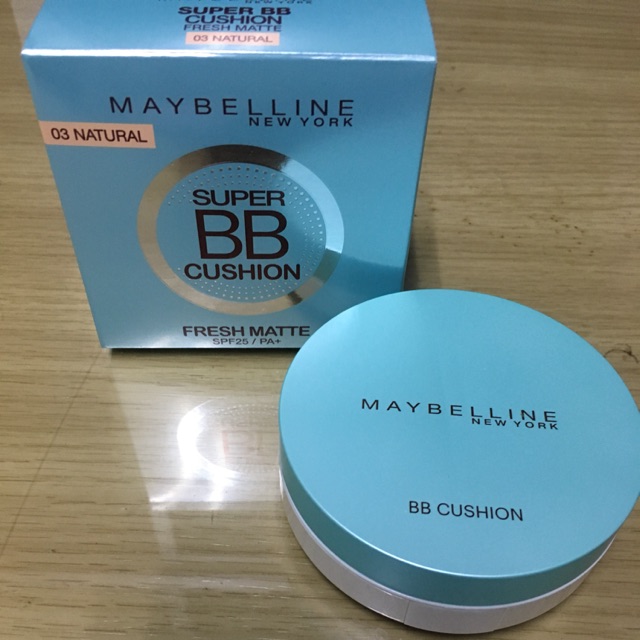 SUPER BB
CUSHION
FRESH MATTE
03 NATURAL
MAYBELLINE
NEW YORK
03 NATURAL
SUPER
BB
CUSHION
FRESH MATTE
SPF25 / PA+
MAYBELLINE
NEW YORK
BB CUSHION